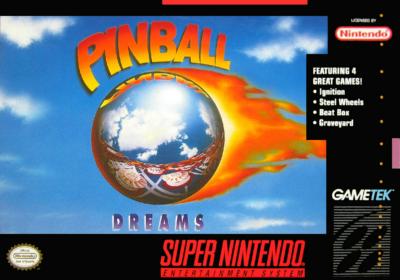 PINBALL
DREAMS
LICENSED BY
Nintendo
FEATURING 4
GREAT GAMES!
• Ignition
• Steel Wheels
• Beat Box
• Graveyard
GAMETEK
SUPER NINTENDO
ENTERTAINMENT SYSTEM